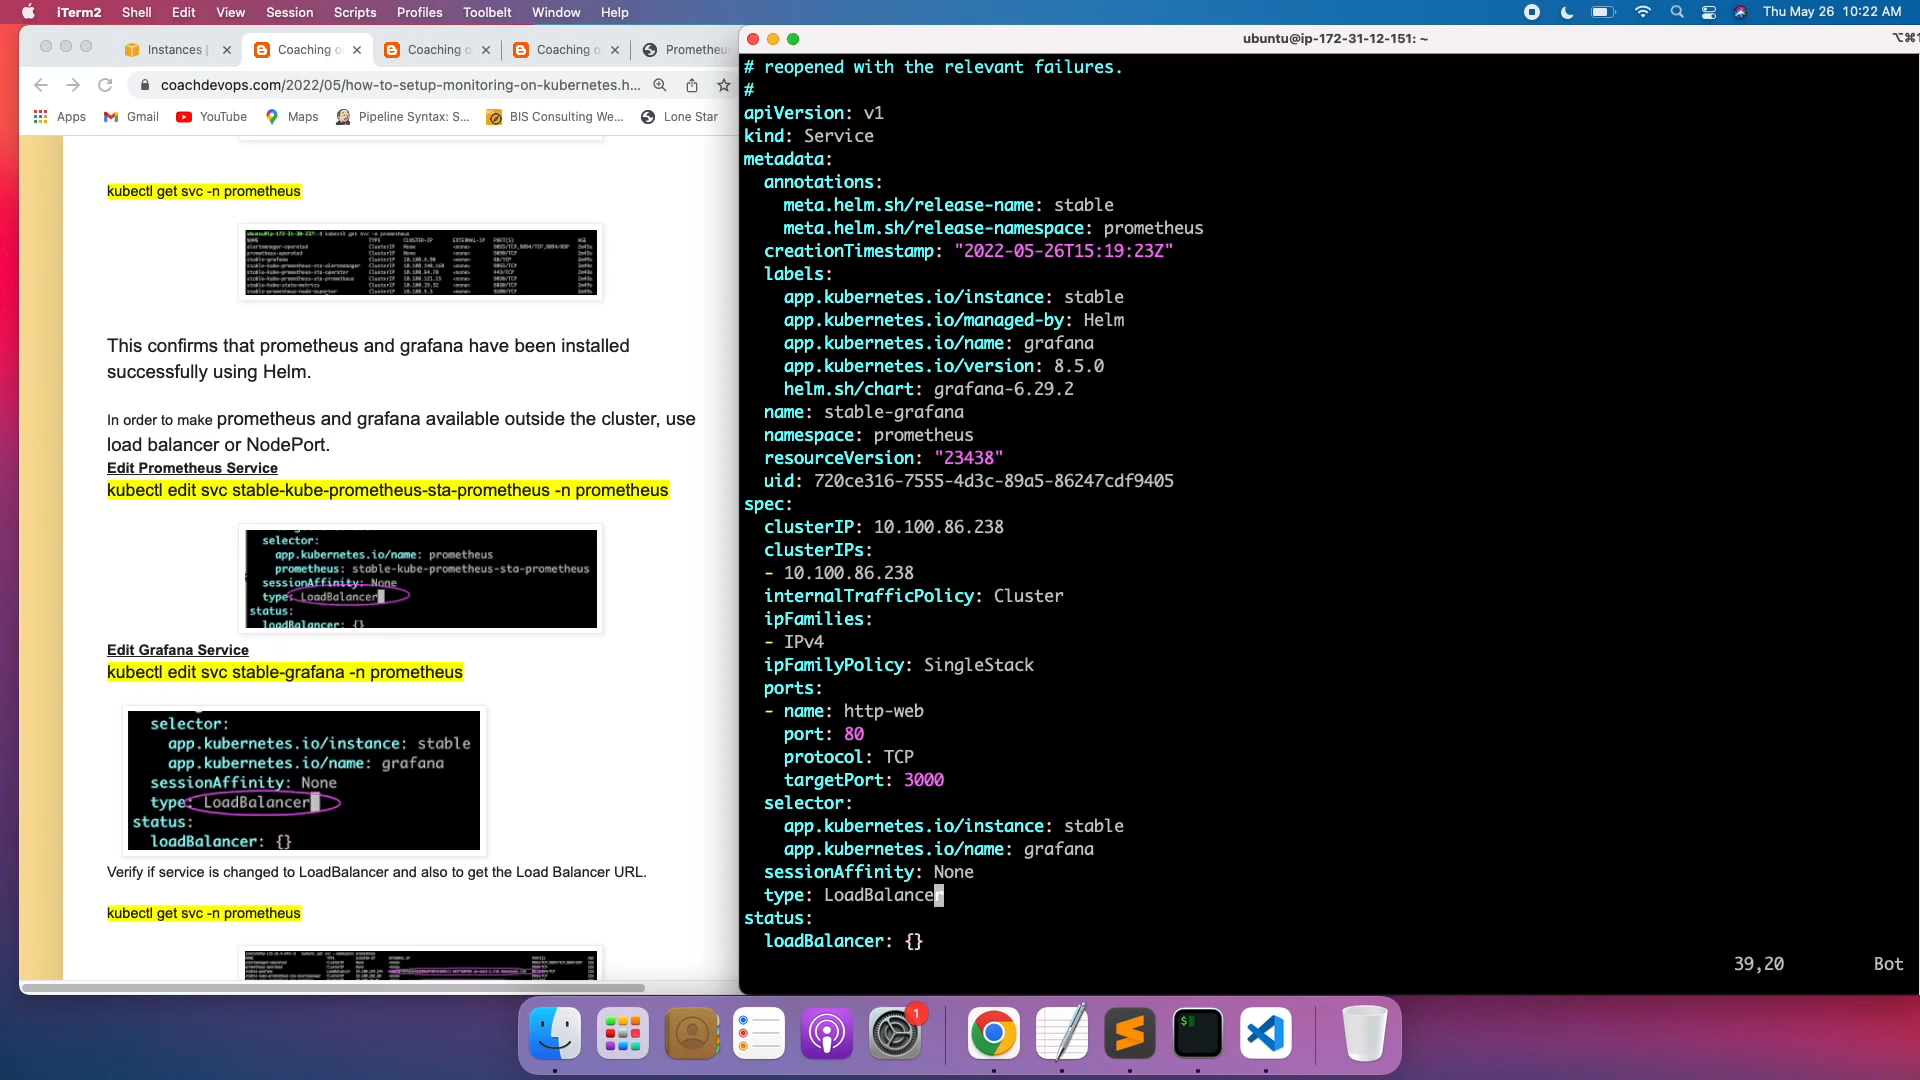 iTerm2 Shell Edit View Session Scripts Profiles Toolbelt Window Help
Thu May 26 10:22 AM
Instances |
Coaching o
Coaching o
Coaching o
Prometheu
coachdevops.com/2022/05/how-to-setup-monitoring-on-kubernetes.h...
Apps Gmail YouTube Maps Pipeline Syntax: S... BIS Consulting We... Lone Star
kubectl get svc -n prometheus
This confirms that prometheus and grafana have been installed
successfully using Helm.
In order to make prometheus and grafana available outside the cluster, use
load balancer or NodePort.
Edit Prometheus Service
kubectl edit svc stable-kube-prometheus-sta-prometheus -n prometheus
selector:
app.kubernetes.io/name: prometheus
prometheus: stable-kube-prometheus-sta-prometheus
sessionAffinity: None
type: LoadBalancer
status:
loadBalancer: {}
Edit Grafana Service
kubectl edit svc stable-grafana -n prometheus
selector:
app.kubernetes.io/instance: stable
app.kubernetes.io/name: grafana
sessionAffinity: None
type: LoadBalancer
status:
loadBalancer: {}
Verify if service is changed to LoadBalancer and also to get the Load Balancer URL.
kubectl get svc -n prometheus
ubuntu@ip-172-31-12-151: ~
⌥⌘1
# reopened with the relevant failures.
#
apiVersion: v1
kind: Service
metadata:
annotations:
meta.helm.sh/release-name: stable
meta.helm.sh/release-namespace: prometheus
creationTimestamp: "2022-05-26T15:19:23Z"
labels:
app.kubernetes.io/instance: stable
app.kubernetes.io/managed-by: Helm
app.kubernetes.io/name: grafana
app.kubernetes.io/version: 8.5.0
helm.sh/chart: grafana-6.29.2
name: stable-grafana
namespace: prometheus
resourceVersion: "23438"
uid: 720ce316-7555-4d3c-89a5-86247cdf9405
spec:
clusterIP: 10.100.86.238
clusterIPs:
- 10.100.86.238
internalTrafficPolicy: Cluster
ipFamilies:
- IPv4
ipFamilyPolicy: SingleStack
ports:
- name: http-web
port: 80
protocol: TCP
targetPort: 3000
selector:
app.kubernetes.io/instance: stable
app.kubernetes.io/name: grafana
sessionAffinity: None
type: LoadBalancer
status:
loadBalancer: {}
39,20 Bot
1